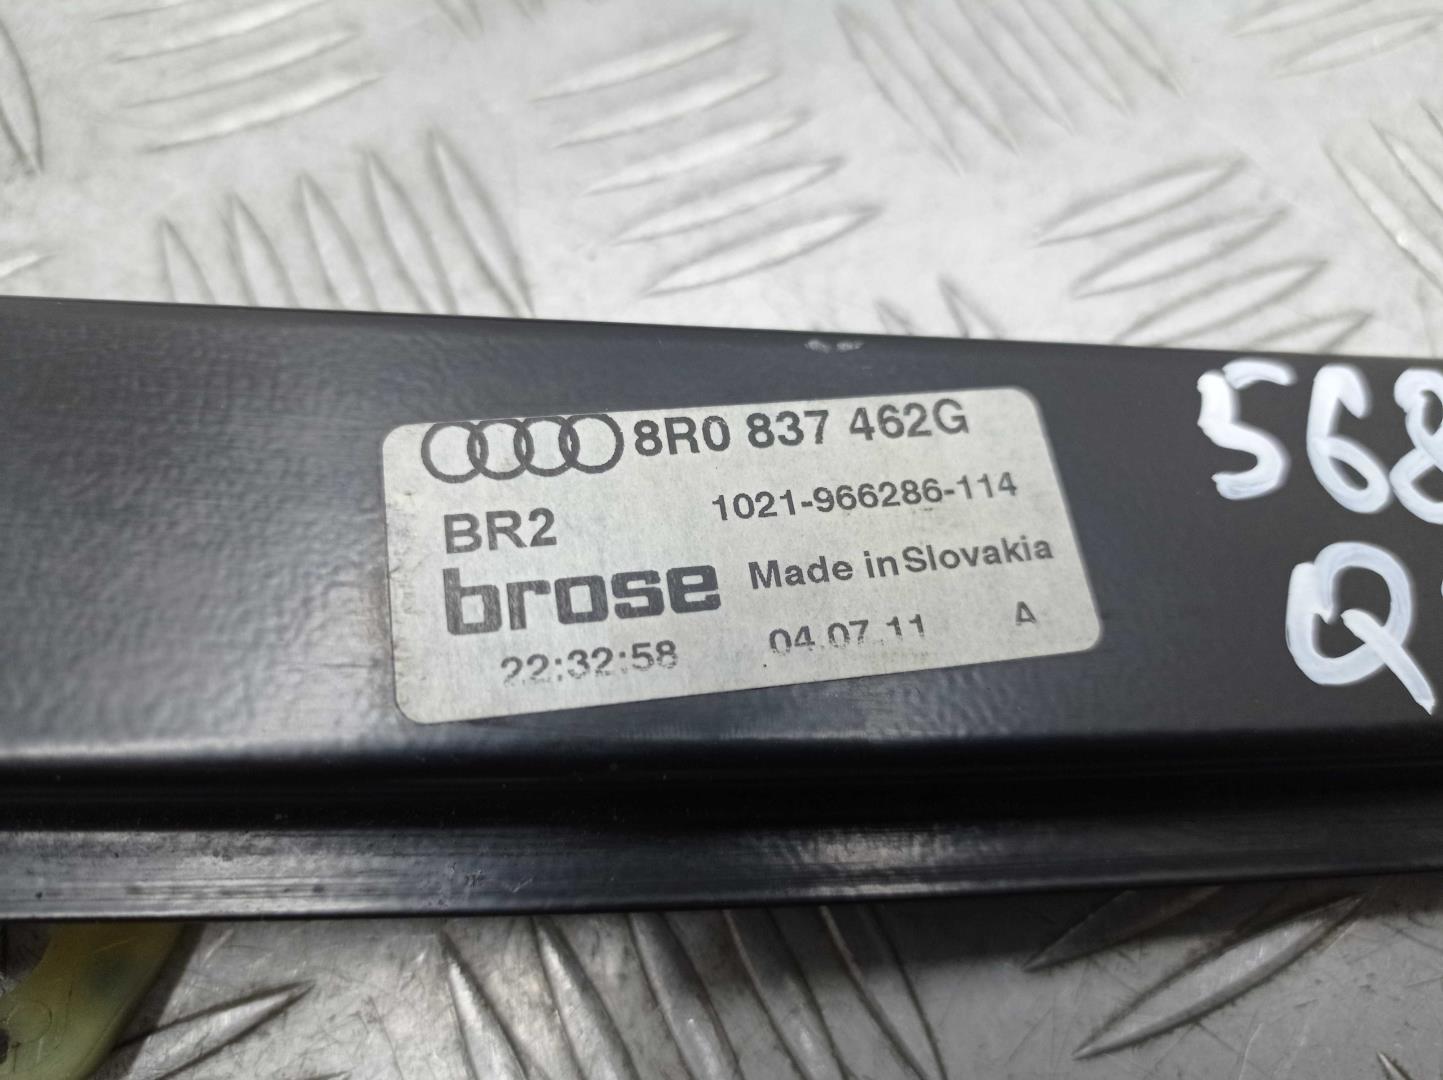 8R0 837 462G
1021-966286-114
BR2
brose
Made in Slovakia
22:32:58
04.07.11
A
568
Q